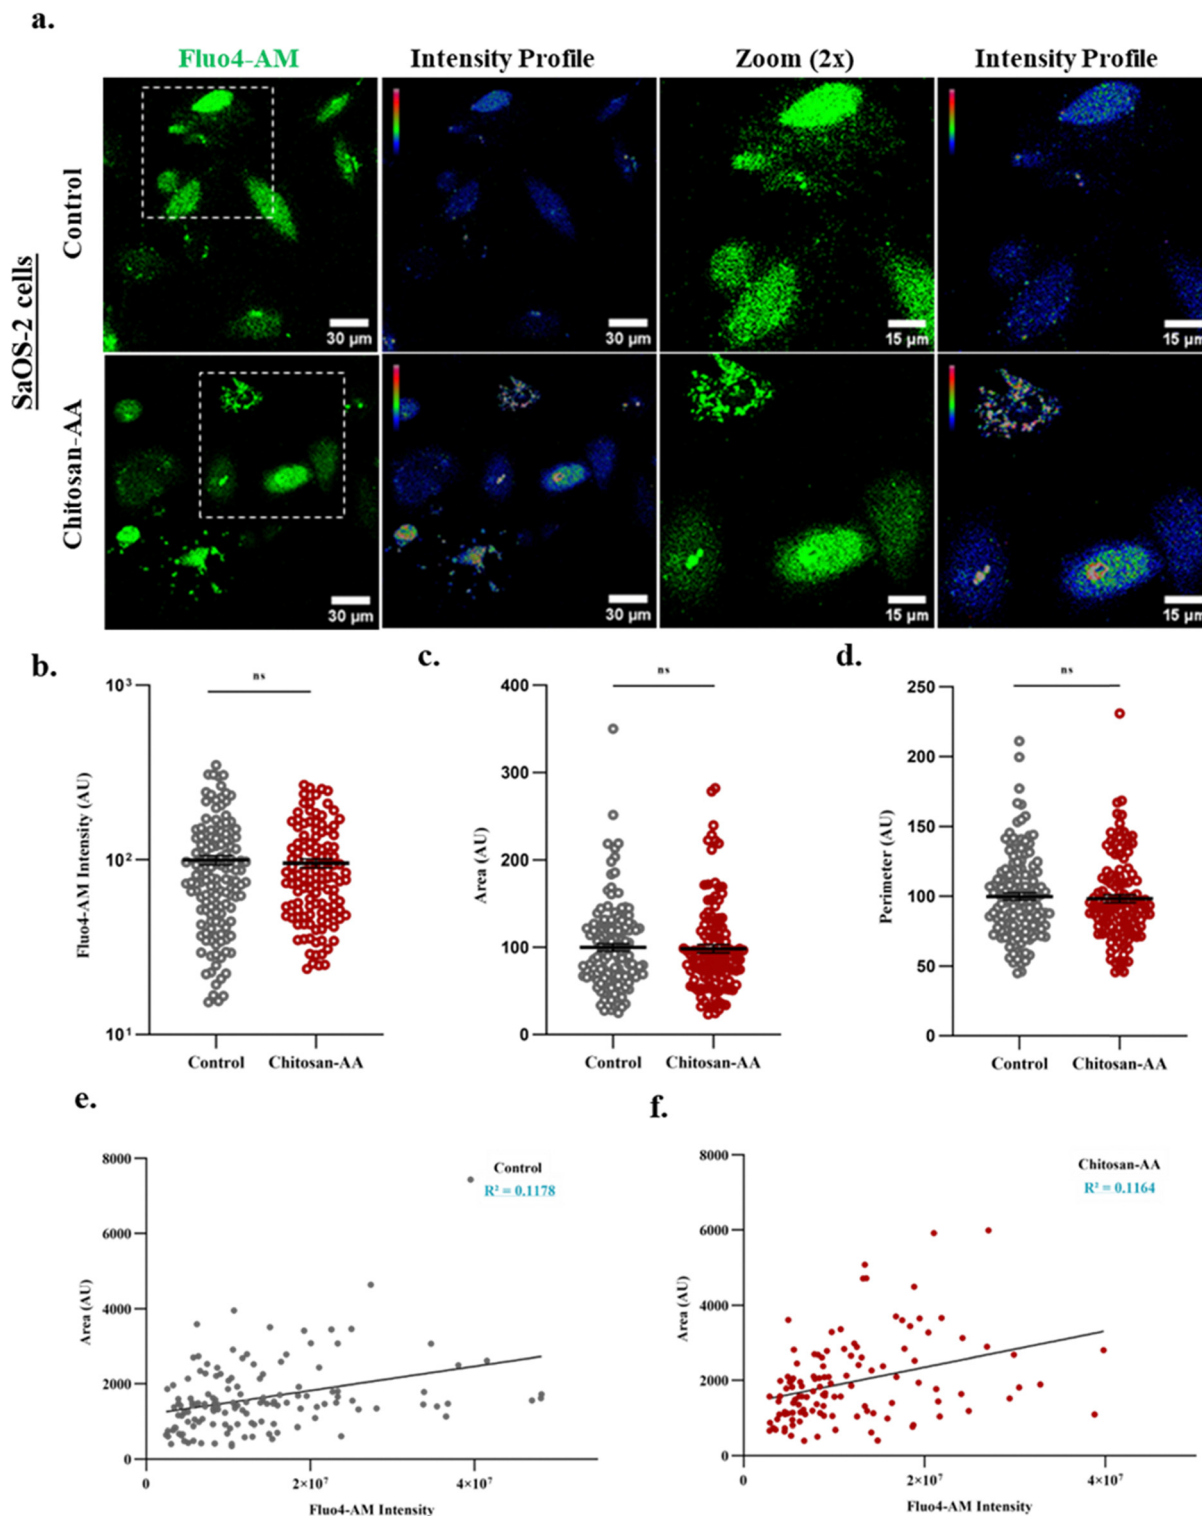 a.
Fluo4-AM Intensity Profile Zoom (2x) Intensity Profile
SaOS-2 cells
Control
30 μm 30 μm 15 μm 15 μm
Chitosan-AA
30 μm 30 μm 15 μm 15 μm
b.
ns
Fluo4-AM Intensity (AU)
10³
10²
10¹
Control Chitosan-AA
c.
ns
Area (AU)
400
300
200
100
0
Control Chitosan-AA
d.
ns
Perimeter (AU)
250
200
150
100
50
0
Control Chitosan-AA
e.
Control
R² = 0.1178
Area (AU)
8000
6000
4000
2000
0
0 2×10⁷ 4×10⁷
Fluo4-AM Intensity
f.
Chitosan-AA
R² = 0.1164
Area (AU)
8000
6000
4000
2000
0
0 2×10⁷ 4×10⁷
Fluo4-AM Intensity